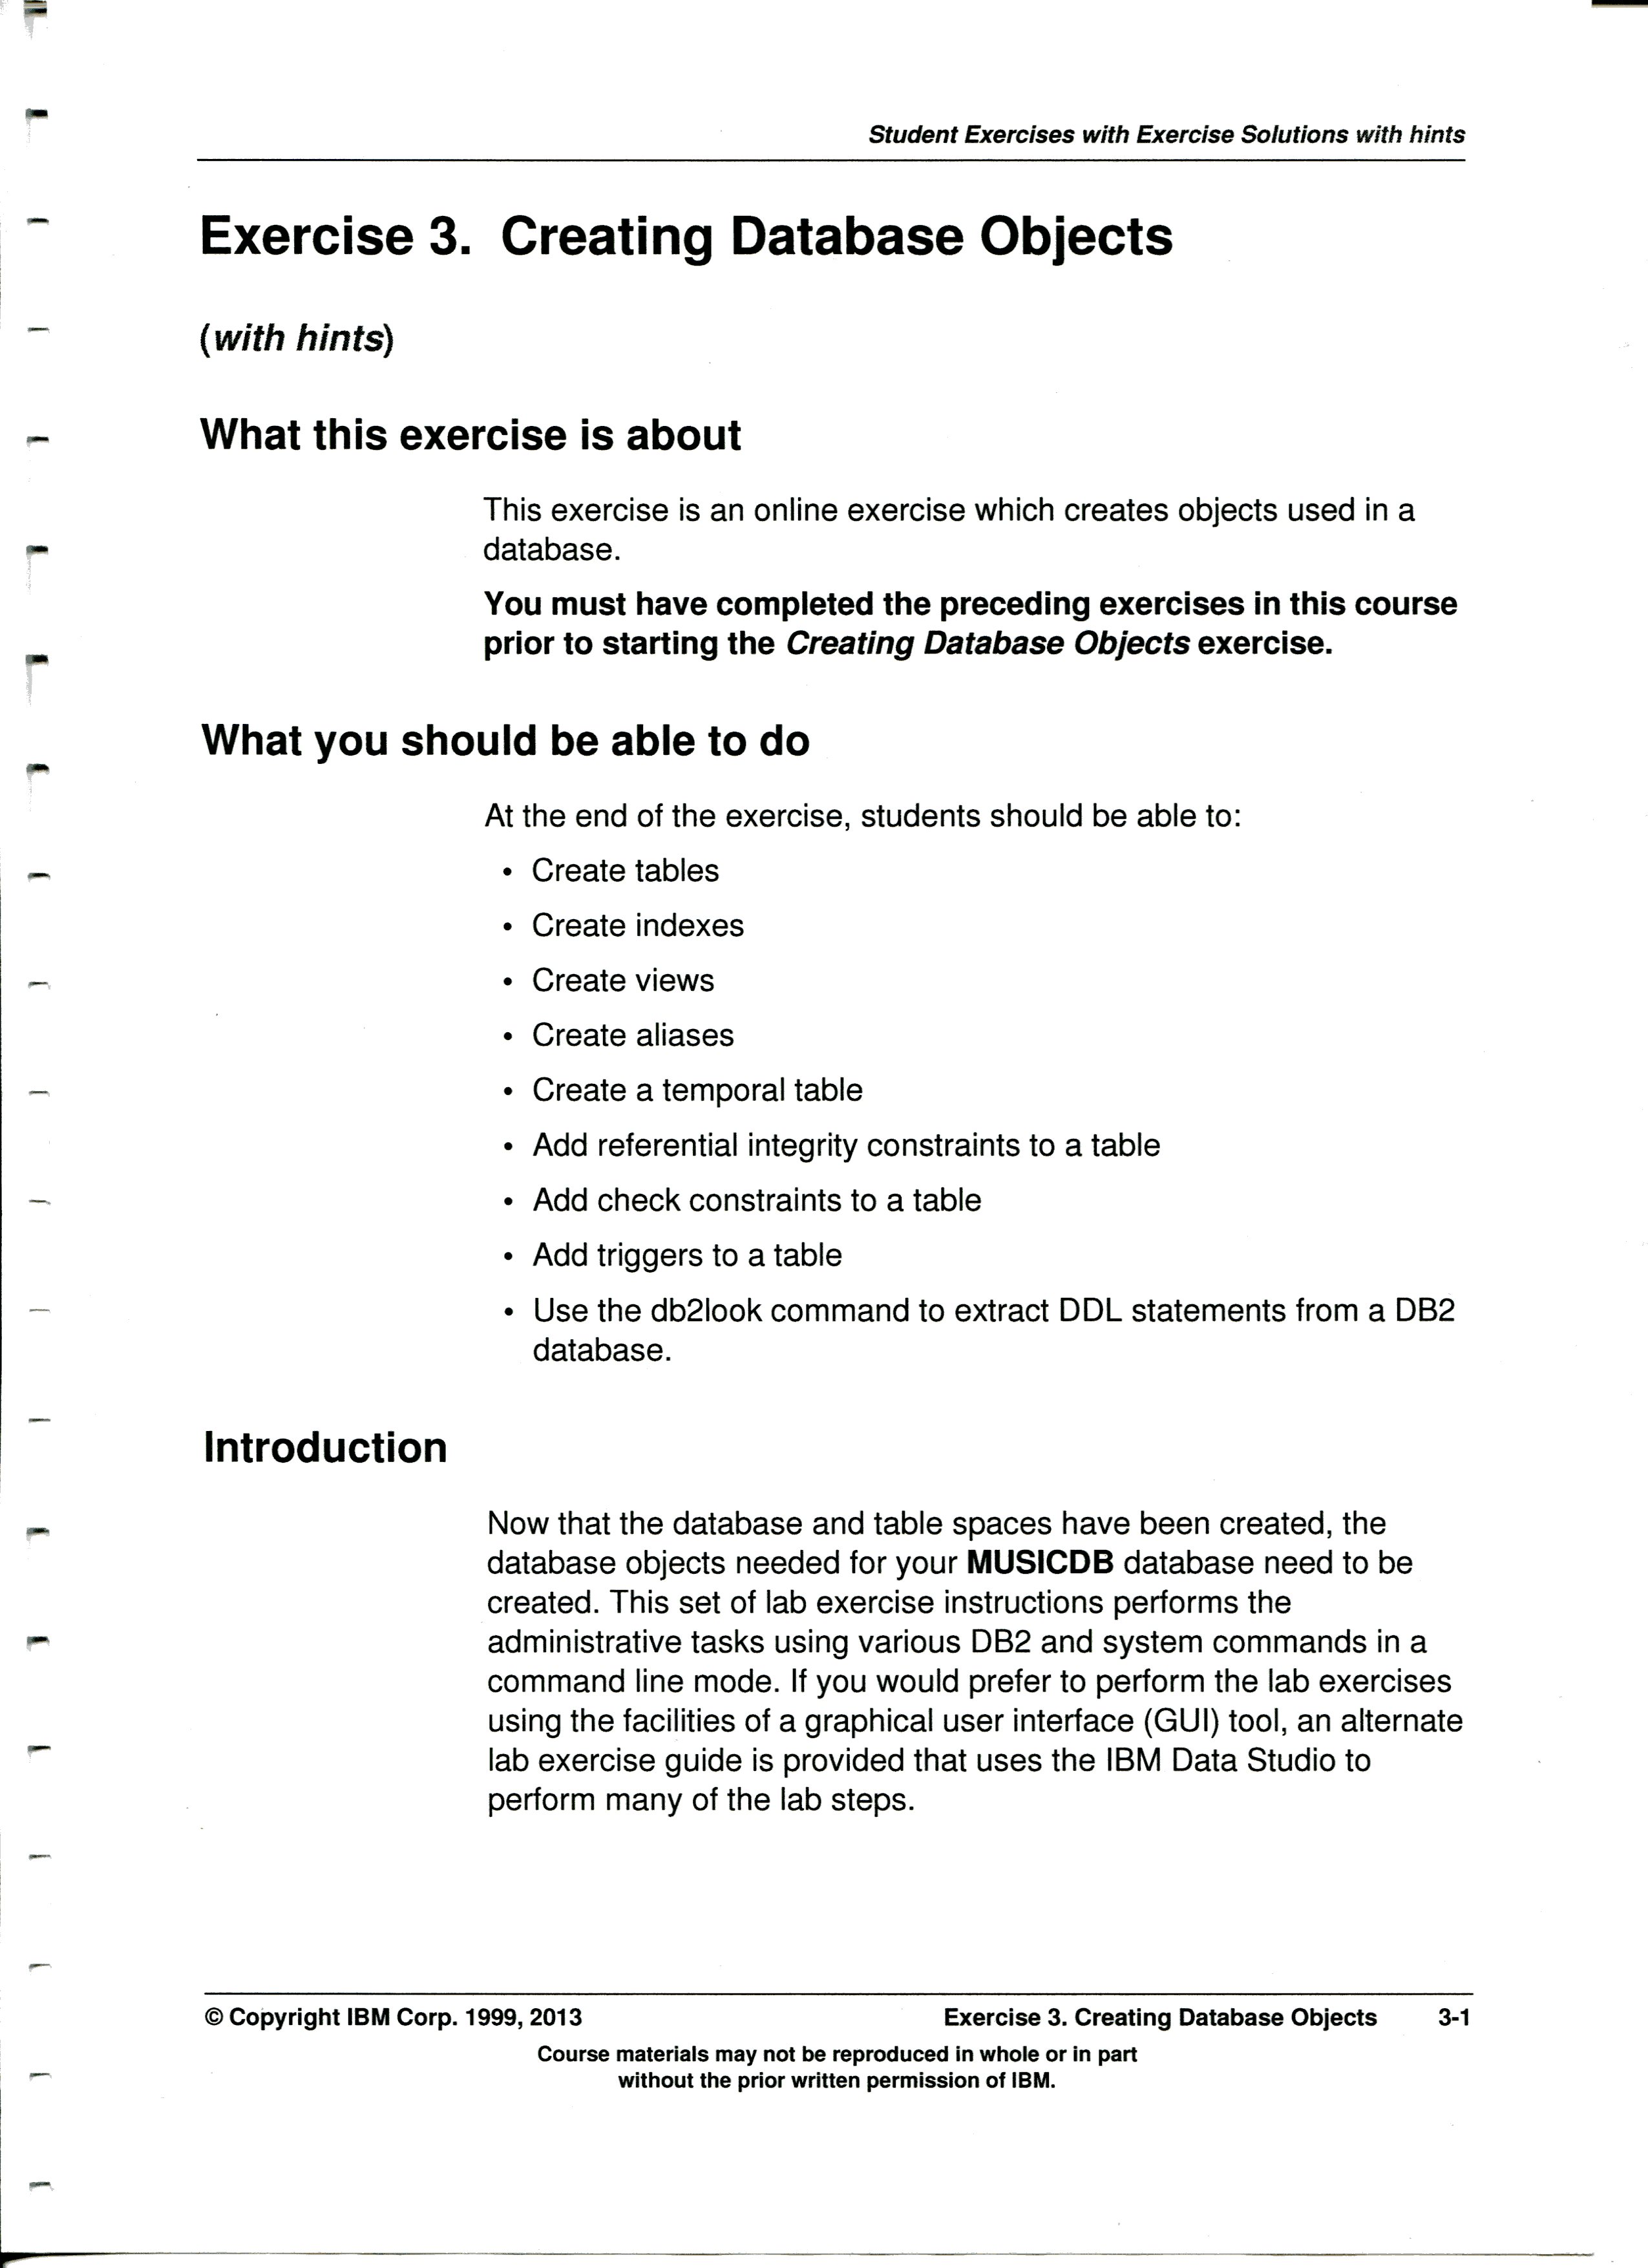 Student Exercises with Exercise Solutions with hints
Exercise 3. Creating Database Objects
(with hints)
What this exercise is about
This exercise is an online exercise which creates objects used in a
database.
You must have completed the preceding exercises in this course
prior to starting the Creating Database Objects exercise.
What you should be able to do
At the end of the exercise, students should be able to:
• Create tables
• Create indexes
• Create views
• Create aliases
• Create a temporal table
• Add referential integrity constraints to a table
• Add check constraints to a table
• Add triggers to a table
• Use the db2look command to extract DDL statements from a DB2
database.
Introduction
Now that the database and table spaces have been created, the
database objects needed for your MUSICDB database need to be
created. This set of lab exercise instructions performs the
administrative tasks using various DB2 and system commands in a
command line mode. If you would prefer to perform the lab exercises
using the facilities of a graphical user interface (GUI) tool, an alternate
lab exercise guide is provided that uses the IBM Data Studio to
perform many of the lab steps.
© Copyright IBM Corp. 1999, 2013 Exercise 3. Creating Database Objects 3-1
Course materials may not be reproduced in whole or in part
without the prior written permission of IBM.